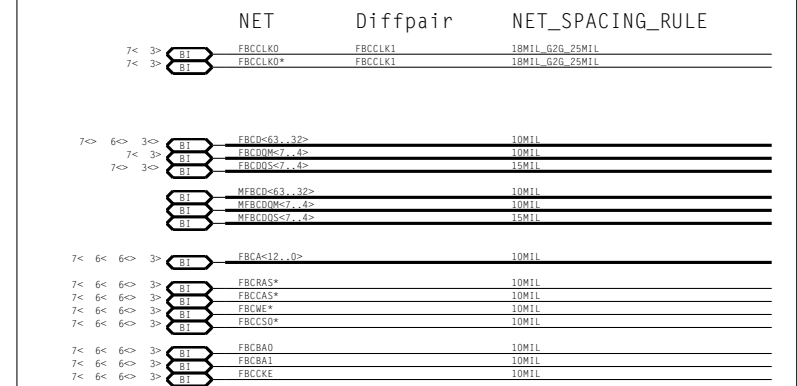 NET Diffpair NET_SPACING_RULE
7< 3> BI FBCCLK0 FBCCLK1 18MIL_G2G_25MIL
7< 3> BI FBCCLK0* FBCCLK1 18MIL_G2G_25MIL
7<> 6<> 3<> BI FBCD<63..32> 10MIL
7< 3> BI FBCDQM<7..4> 10MIL
7<> 3<> BI FBCDQS<7..4> 15MIL
BI MFBCD<63..32> 10MIL
BI MFBCDQM<7..4> 10MIL
BI MFBCDQS<7..4> 15MIL
7< 6< 6<> 3> BI FBCA<12..0> 10MIL
7< 6< 6<> 3> BI FBCRAS* 10MIL
7< 6< 6<> 3> BI FBCCAS* 10MIL
7< 6< 6<> 3> BI FBCWE* 10MIL
7< 6< 6<> 3> BI FBCCS0* 10MIL
7< 6< 6<> 3> BI FBCBA0 10MIL
7< 6< 6<> 3> BI FBCBA1 10MIL
7< 6< 6<> 3> BI FBCCKE 10MIL